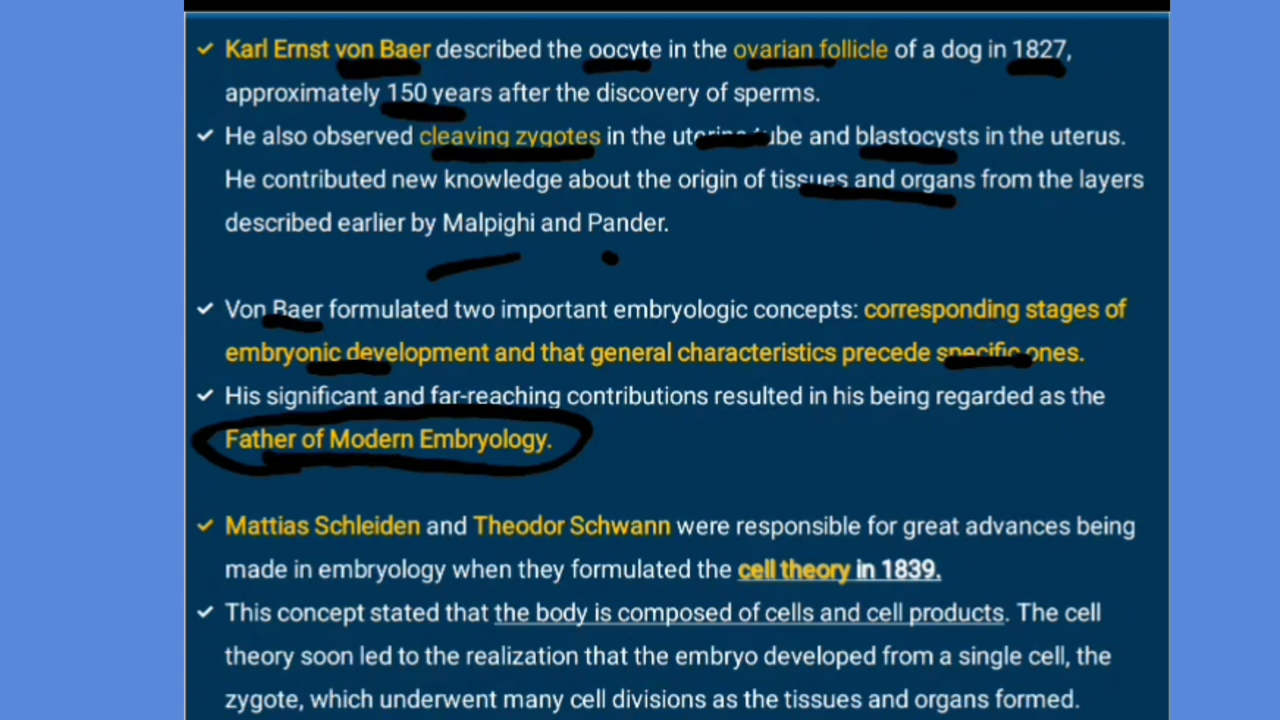 ✓ Karl Ernst von Baer described the oocyte in the ovarian follicle of a dog in 1827,
approximately 150 years after the discovery of sperms.
✓ He also observed cleaving zygotes in the uterine tube and blastocysts in the uterus.
He contributed new knowledge about the origin of tissues and organs from the layers
described earlier by Malpighi and Pander.
✓ Von Baer formulated two important embryologic concepts: corresponding stages of
embryonic development and that general characteristics precede specific ones.
✓ His significant and far-reaching contributions resulted in his being regarded as the
Father of Modern Embryology.
✓ Mattias Schleiden and Theodor Schwann were responsible for great advances being
made in embryology when they formulated the cell theory in 1839.
✓ This concept stated that the body is composed of cells and cell products. The cell
theory soon led to the realization that the embryo developed from a single cell, the
zygote, which underwent many cell divisions as the tissues and organs formed.